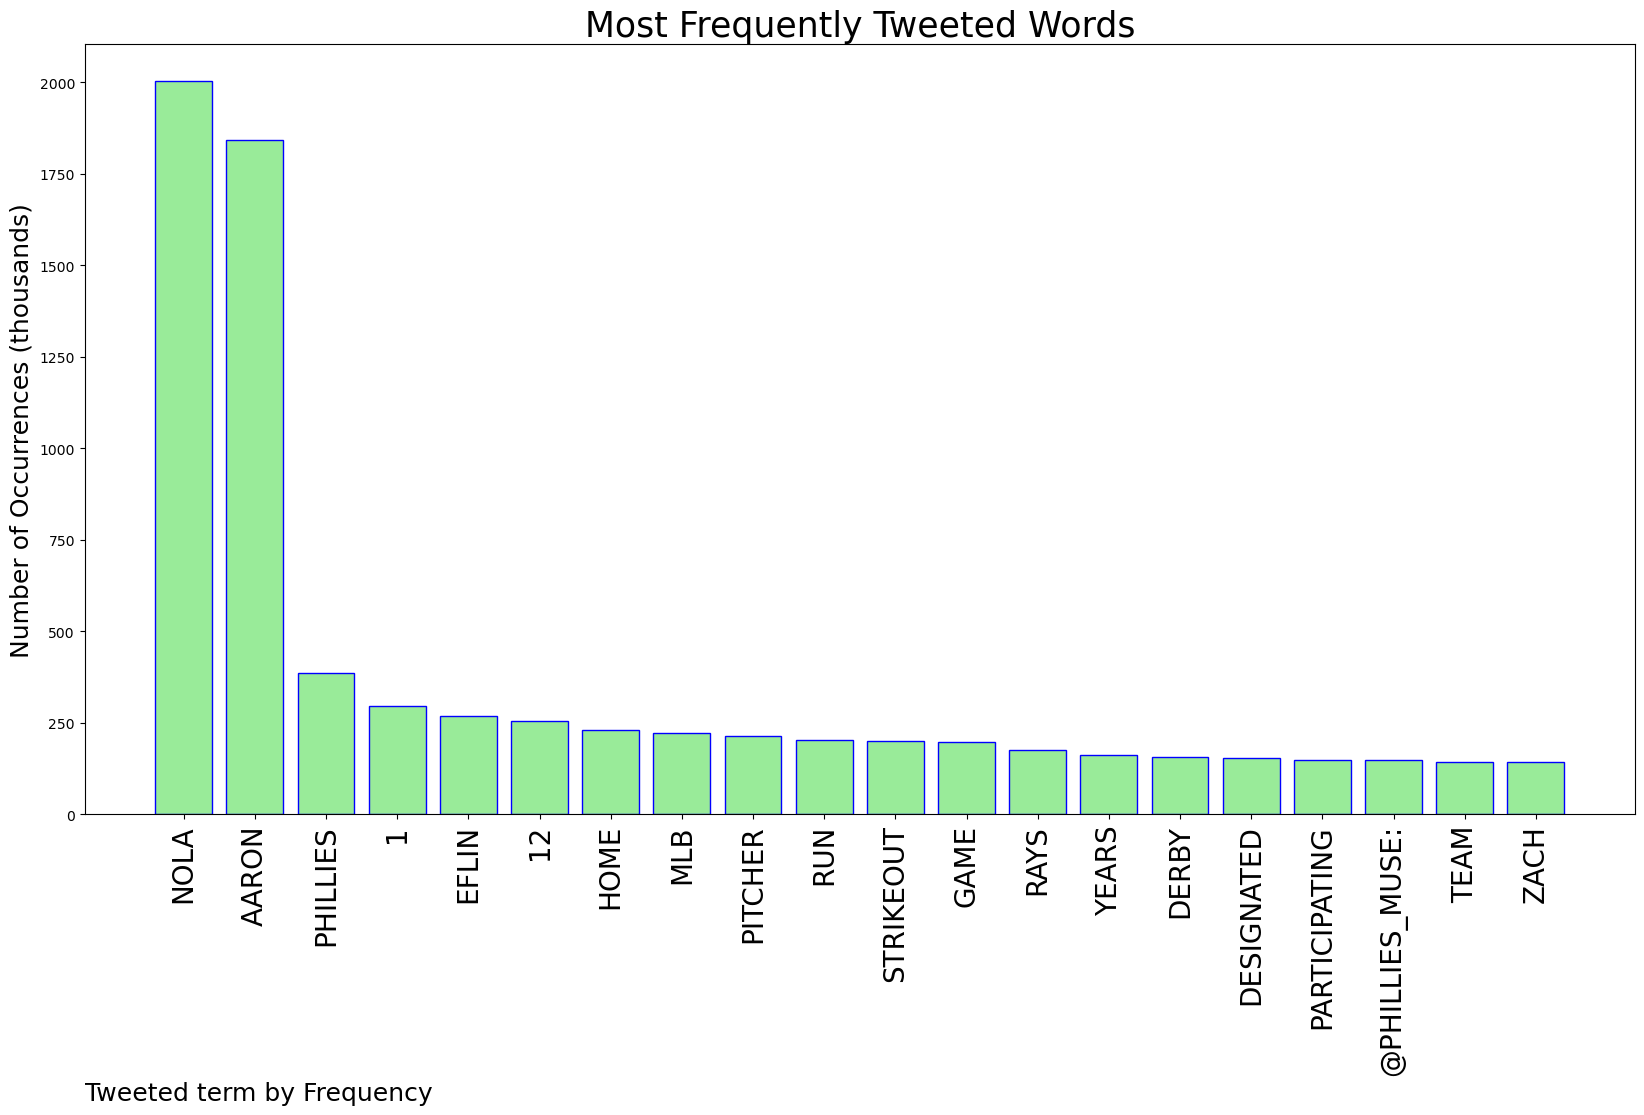 Most Frequently Tweeted Words
Number of Occurrences (thousands)
2000
1750
1500
1250
1000
750
500
250
0
NOLA
AARON
PHILLIES
1
EFLIN
12
HOME
MLB
PITCHER
RUN
STRIKEOUT
GAME
RAYS
YEARS
DERBY
DESIGNATED
PARTICIPATING
@PHILLIES_MUSE:
TEAM
ZACH
Tweeted term by Frequency